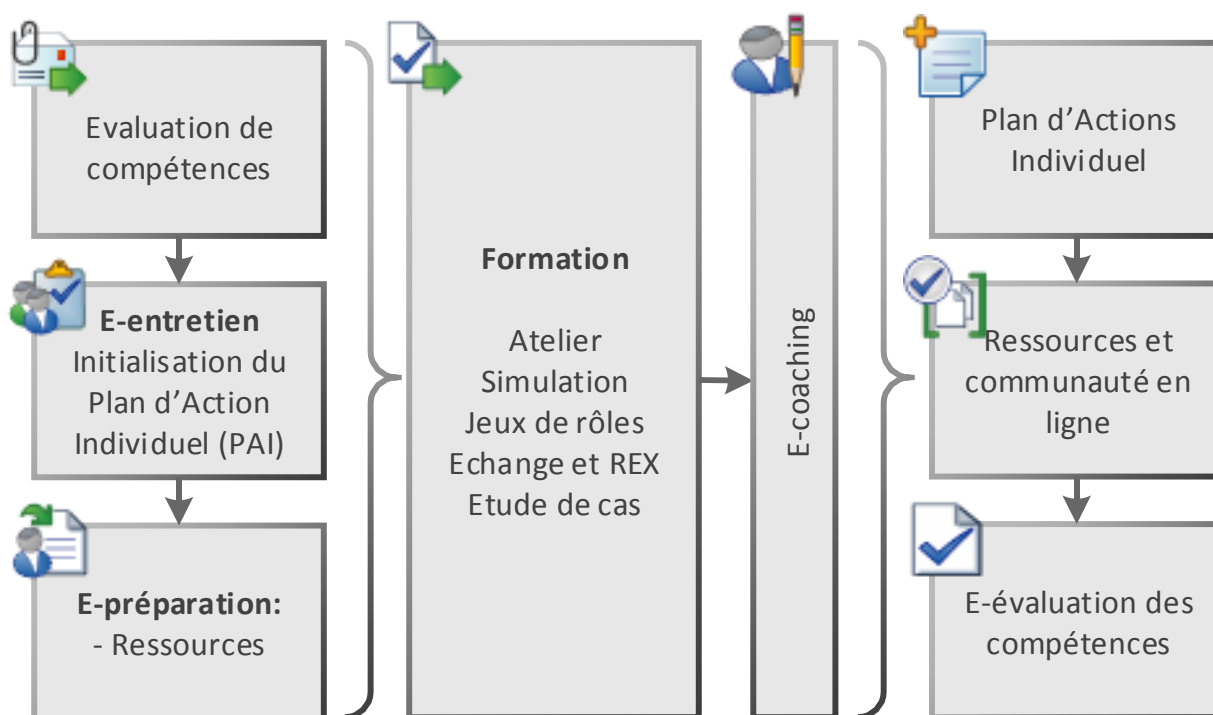 Evaluation de
compétences
E-entretien
Initialisation du
Plan d’Action
Individuel (PAI)
E-préparation:
- Ressources
Formation
Atelier
Simulation
Jeux de rôles
Echange et REX
Etude de cas
E-coaching
Plan d’Actions
Individuel
Ressources et
communauté en
ligne
E-évaluation des
compétences